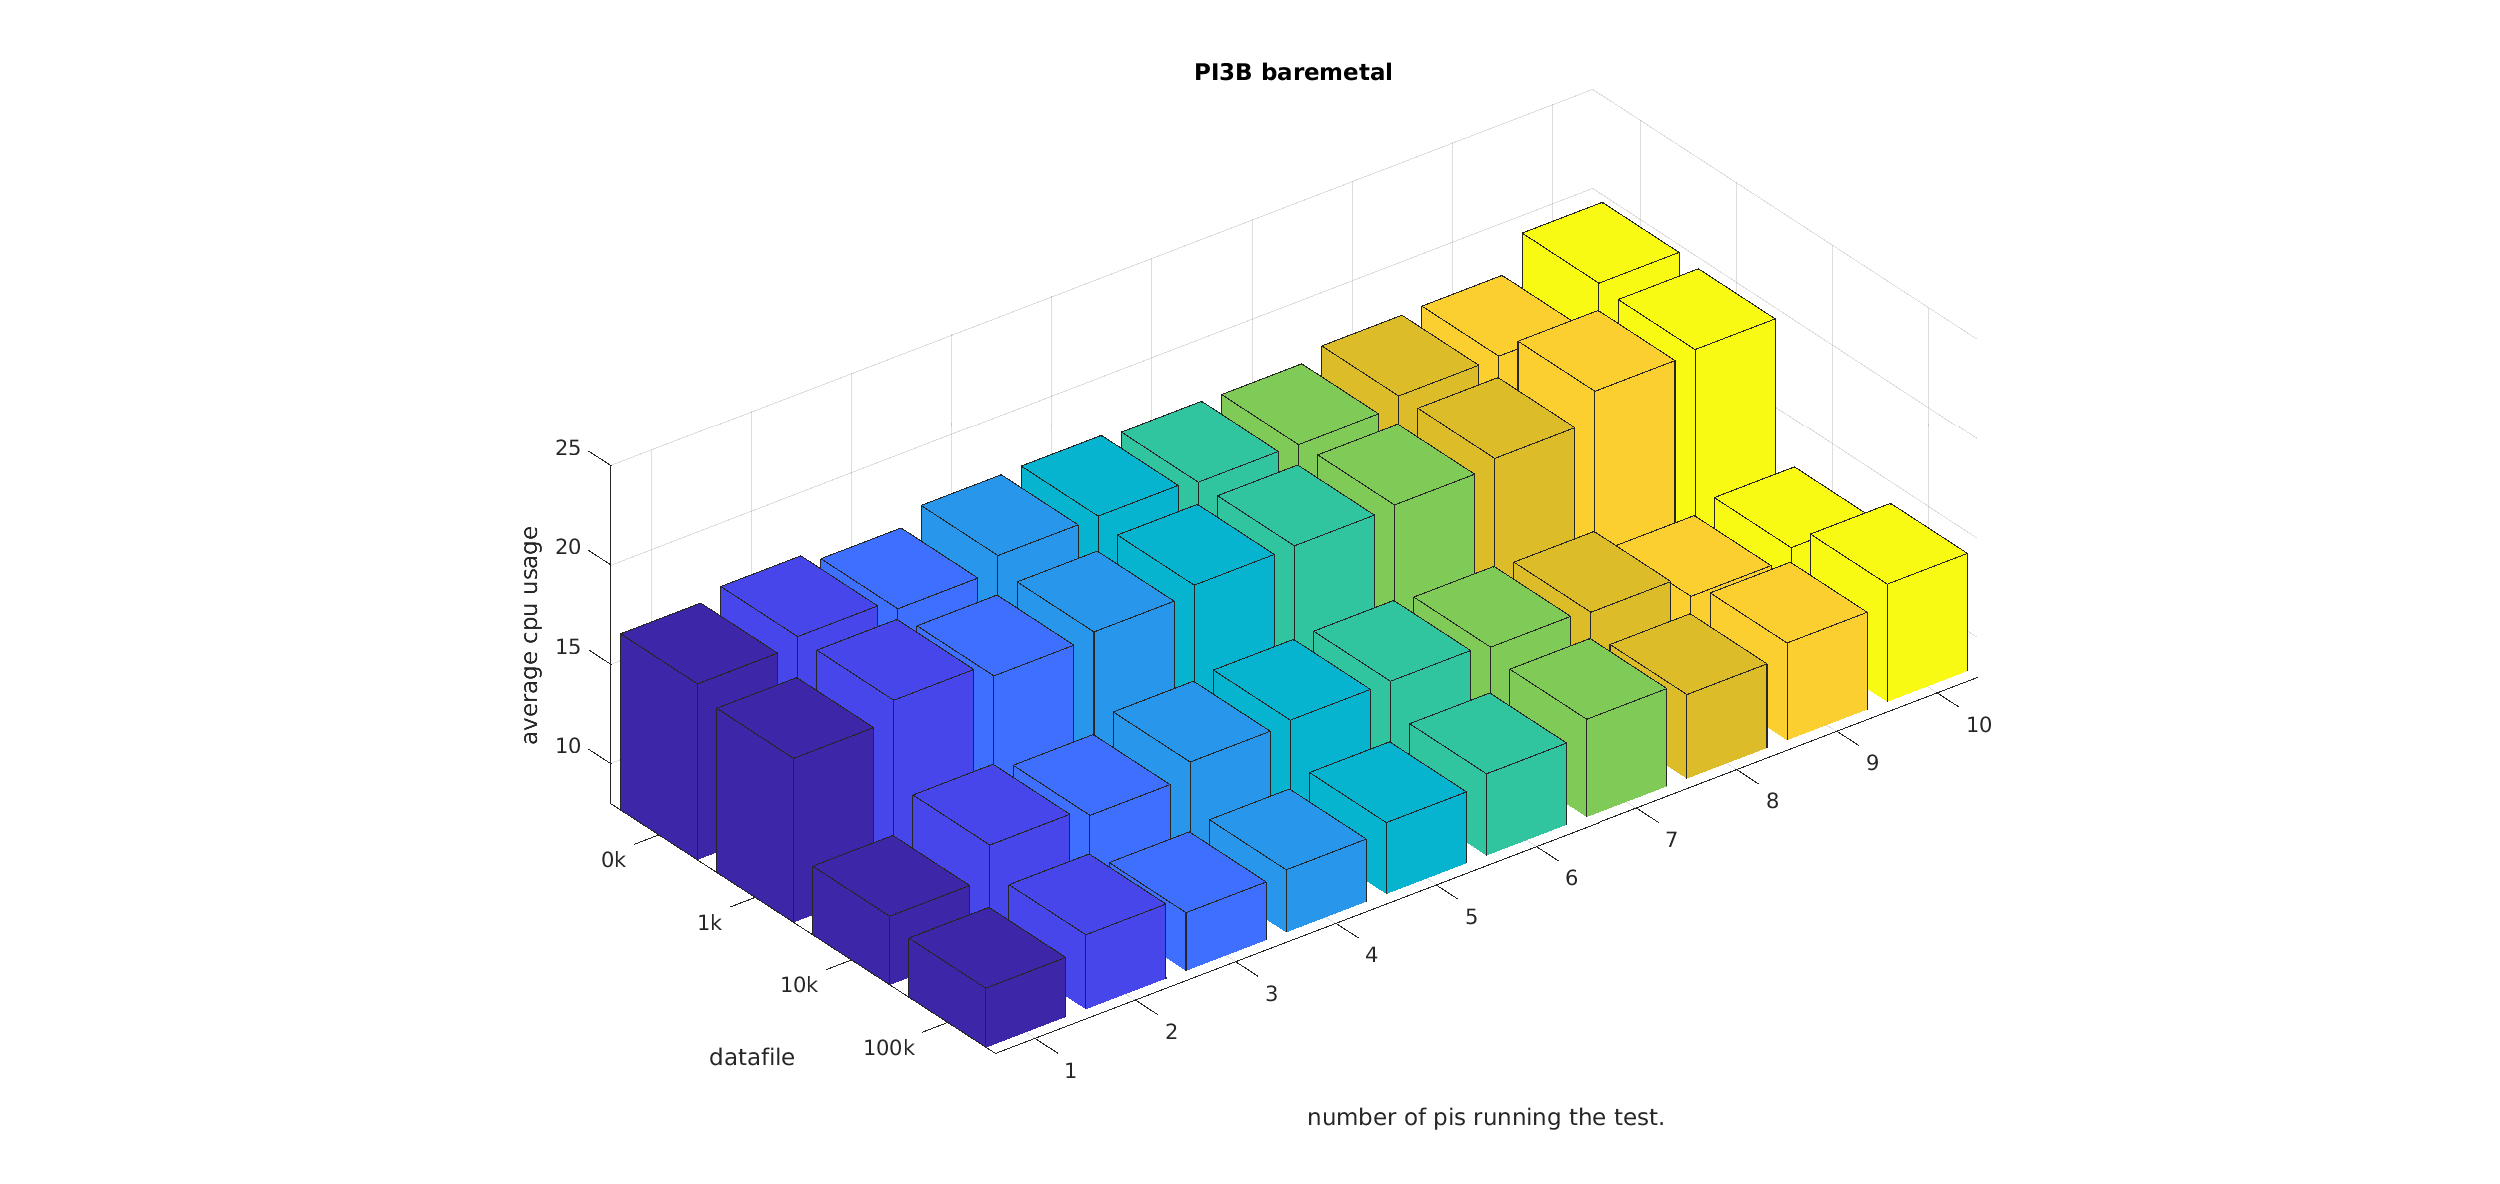 PI3B baremetal
25
20
15
10
average cpu usage
0k
1k
10k
100k
datafile
1
2
3
4
5
6
7
8
9
10
number of pis running the test.